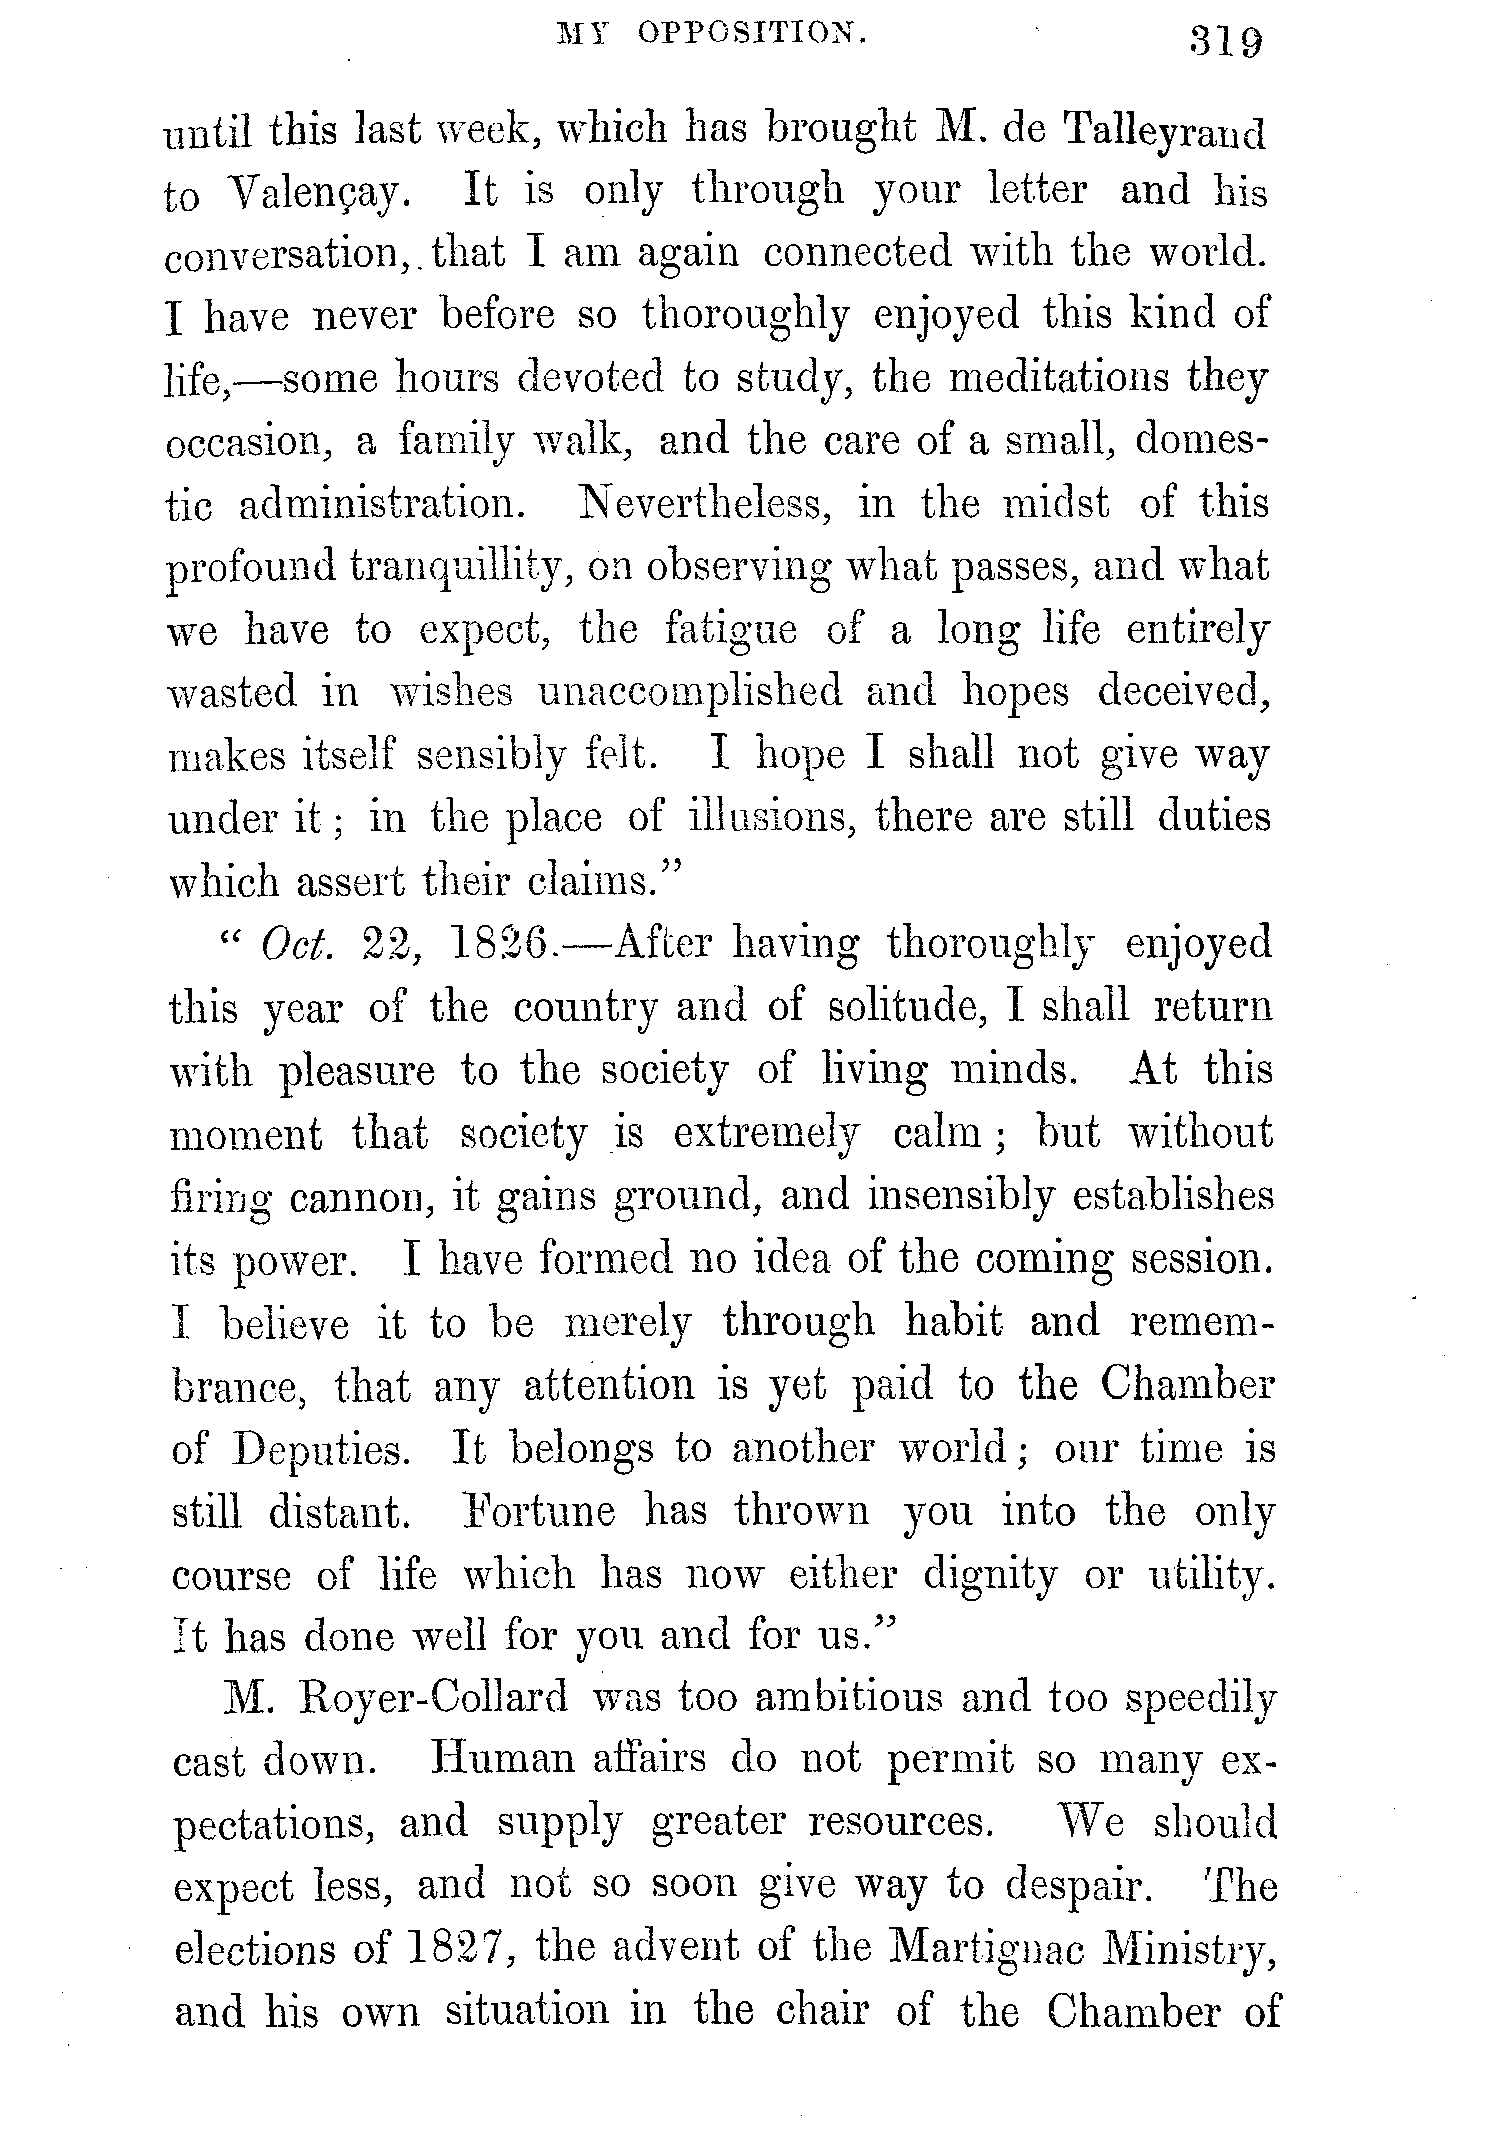 MY OPPOSITION. 319
until this last week, which has brought M. de Talleyrand
to Valençay. It is only through your letter and his
conversation, that I am again connected with the world.
I have never before so thoroughly enjoyed this kind of
life,—some hours devoted to study, the meditations they
occasion, a family walk, and the care of a small, domes-
tic administration. Nevertheless, in the midst of this
profound tranquillity, on observing what passes, and what
we have to expect, the fatigue of a long life entirely
wasted in wishes unaccomplished and hopes deceived,
makes itself sensibly felt. I hope I shall not give way
under it; in the place of illusions, there are still duties
which assert their claims.”
“ Oct. 22, 1826.—After having thoroughly enjoyed
this year of the country and of solitude, I shall return
with pleasure to the society of living minds. At this
moment that society is extremely calm; but without
firing cannon, it gains ground, and insensibly establishes
its power. I have formed no idea of the coming session.
I believe it to be merely through habit and remem-
brance, that any attention is yet paid to the Chamber
of Deputies. It belongs to another world; our time is
still distant. Fortune has thrown you into the only
course of life which has now either dignity or utility.
It has done well for you and for us.”
M. Royer-Collard was too ambitious and too speedily
cast down. Human affairs do not permit so many ex-
pectations, and supply greater resources. We should
expect less, and not so soon give way to despair. The
elections of 1827, the advent of the Martignac Ministry,
and his own situation in the chair of the Chamber of